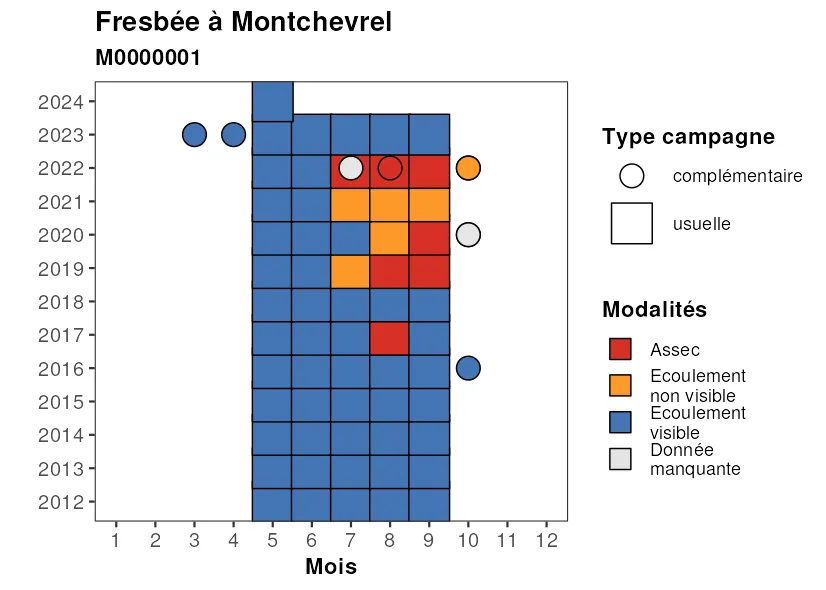 Fresbée à Montchevrel
M0000001
2024
2023
2022
2021
2020
2019
2018
2017
2016
2015
2014
2013
2012
1 2 3 4 5 6 7 8 9 10 11 12
Mois
Type campagne
complémentaire
usuelle
Modalités
Assec
Ecoulement
non visible
Ecoulement
visible
Donnée
manquante